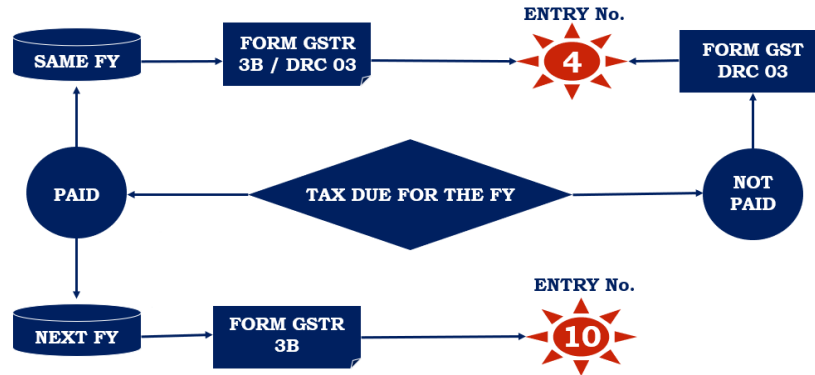 ENTRY No.
SAME FY
FORM GSTR
3B / DRC 03
4
FORM GST
DRC 03
PAID
TAX DUE FOR THE FY
NOT
PAID
ENTRY No.
NEXT FY
FORM GSTR
3B
10